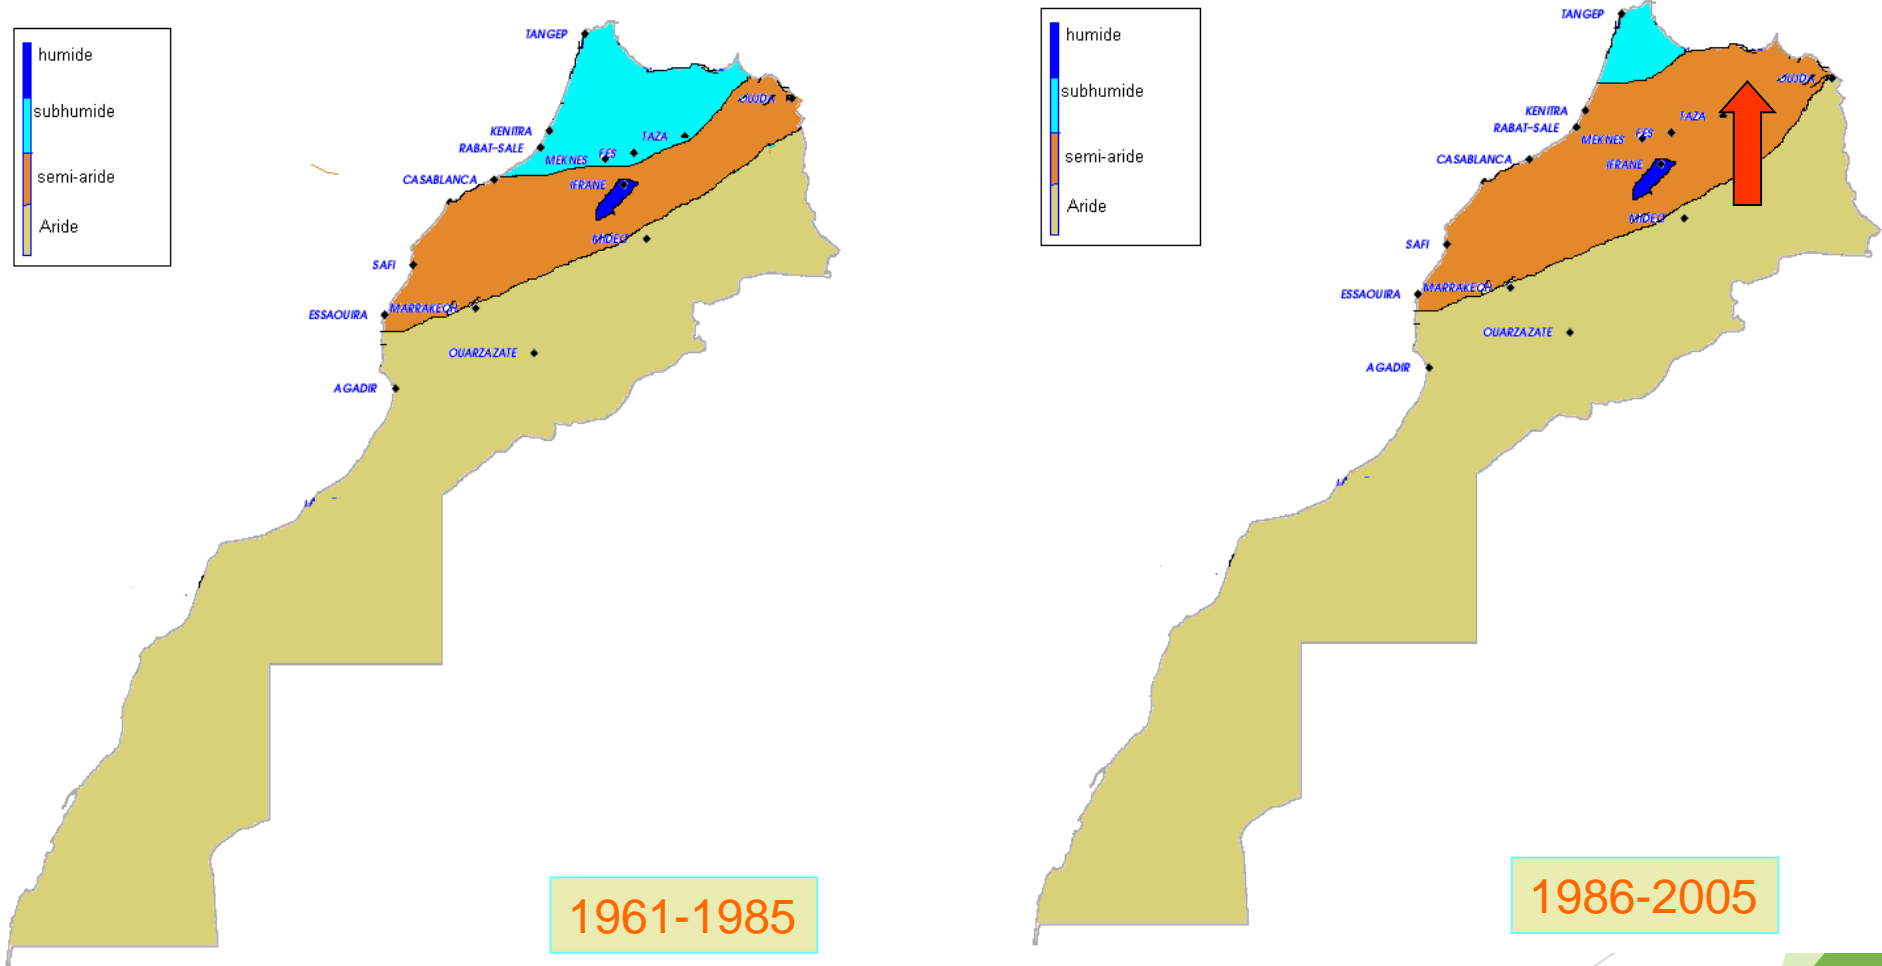 humide
subhumide
semi-aride
Aride
TANGEP
OUJDA
KENITRA
TAZA
RABAT-SALE
FES
MEKNES
CASABLANCA
IFRANE
MIDELT
SAFI
MARRAKECH
ESSAOUIRA
OUARZAZATE
AGADIR
1961-1985
humide
subhumide
semi-aride
Aride
TANGEP
OUJDA
KENITRA
TAZA
RABAT-SALE
FES
MEKNES
CASABLANCA
IFRANE
MIDELT
SAFI
MARRAKECH
ESSAOUIRA
OUARZAZATE
AGADIR
1986-2005